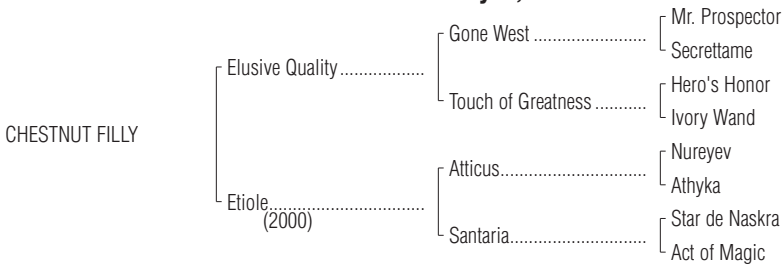 Mr. Prospector
Gone West
Secrettame
Elusive Quality
Hero's Honor
Touch of Greatness
Ivory Wand
CHESTNUT FILLY
Nureyev
Atticus
Athyka
Etiole
(2000)
Star de Naskra
Santaria
Act of Magic